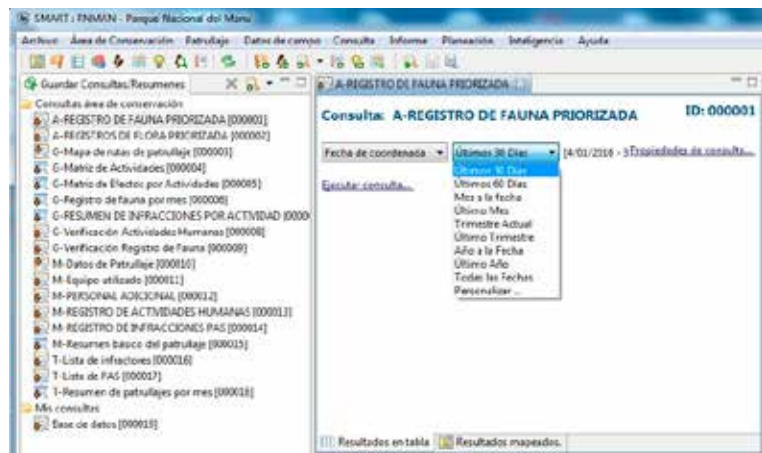 SMART : PNMAN - Parque Nacional del Manu
Archivo Área de Conservación Patrullaje Datos de campo Consulta Informe Planeación Inteligencia Ayuda
Guardar Consultas/Resumenes
Consultas área de conservación
A-REGISTRO DE FAUNA PRIORIZADA [000001]
A-REGISTROS DE FLORA PRIORIZADA [000002]
G-Mapa de rutas de patrullaje [000003]
G-Matriz de Actividades [000004]
G-Matriz de Efectos por Actividades [000005]
G-Registro de fauna por mes [000006]
G-RESUMEN DE INFRACCIONES POR ACTIVIDAD [0000
G-Verificación Actividades Humanas [000008]
G-Verificación Registro de Fauna [000009]
M-Datos de Patrullaje [000010]
M-Equipo utilizado [000011]
M-PERSONAL ADICIONAL [000012]
M-REGISTRO DE ACTIVIDADES HUMANAS [000013]
M-REGISTRO DE INFRACCIONES PAS [000014]
M-Resumen básico del patrullaje [000015]
T-Lista de infractores [000016]
T-Lista de PAS [000017]
T-Resumen de patrullajes por mes [000018]
Mis consultas
Base de datos [000019]
A-REGISTRO DE FAUNA PRIORIZADA
Consulta: A-REGISTRO DE FAUNA PRIORIZADA ID: 000001
Fecha de coordenada Últimos 30 Días [4/01/2016 - 3 Propiedades de consulta...
Ejecutar consulta...
Últimos 30 Días
Últimos 60 Días
Mes a la fecha
Último Mes
Trimestre Actual
Último Trimestre
Año a la Fecha
Último Año
Todas las Fechas
Personalizar ...
Resultados en tabla Resultados mapeados.